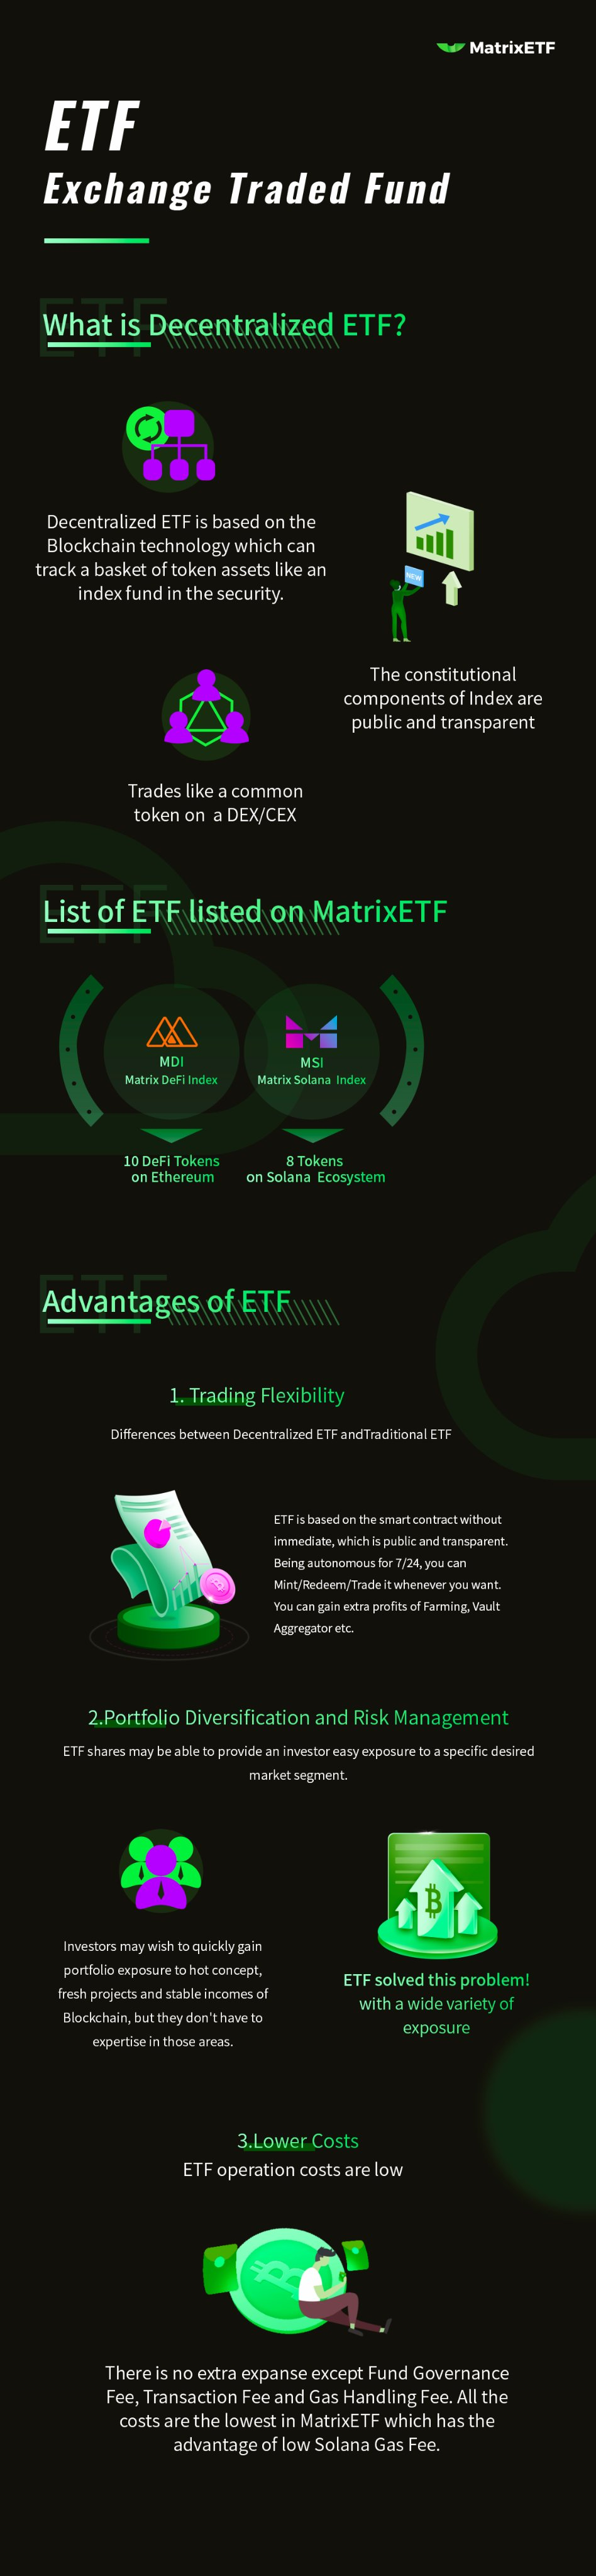 MatrixETF
ETF
Exchange Traded Fund
ETF
What is Decentralized ETF?
Decentralized ETF is based on the
Blockchain technology which can
track a basket of token assets like an
index fund in the security.
NEW
The constitutional
components of Index are
public and transparent
Trades like a common
token on a DEX/CEX
ETF
List of ETF listed on MatrixETF
MDI
Matrix DeFi Index
MSI
Matrix Solana Index
10 DeFi Tokens
on Ethereum
8 Tokens
on Solana Ecosystem
ETF
Advantages of ETF
1. Trading Flexibility
Differences between Decentralized ETF andTraditional ETF
ETF is based on the smart contract without
immediate, which is public and transparent.
Being autonomous for 7/24, you can
Mint/Redeem/Trade it whenever you want.
You can gain extra profits of Farming, Vault
Aggregator etc.
2.Portfolio Diversification and Risk Management
ETF shares may be able to provide an investor easy exposure to a specific desired
market segment.
Investors may wish to quickly gain
portfolio exposure to hot concept,
fresh projects and stable incomes of
Blockchain, but they don't have to
expertise in those areas.
ETF solved this problem!
with a wide variety of
exposure
3.Lower Costs
ETF operation costs are low
There is no extra expanse except Fund Governance
Fee, Transaction Fee and Gas Handling Fee. All the
costs are the lowest in MatrixETF which has the
advantage of low Solana Gas Fee.